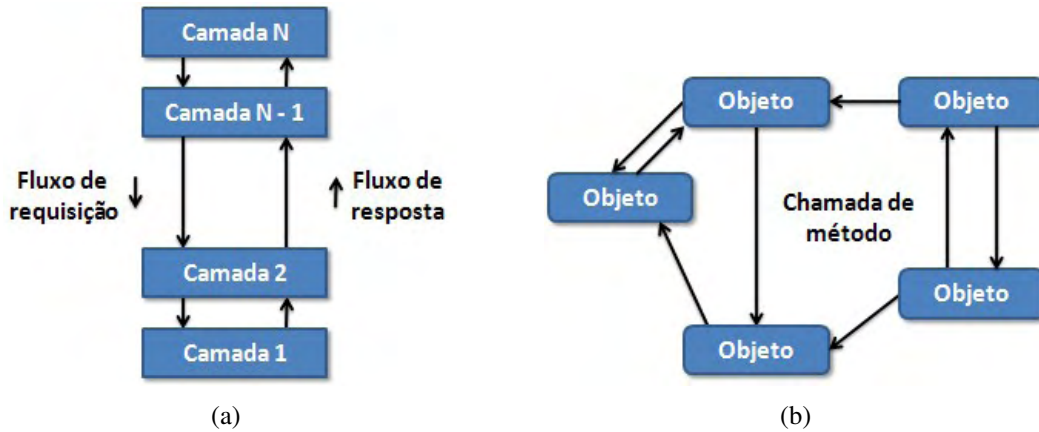 Camada N
Camada N - 1
Fluxo de
requisição
Fluxo de
resposta
Camada 2
Camada 1
(a)
Objeto
Objeto
Objeto
Chamada de
método
Objeto
Objeto
(b)